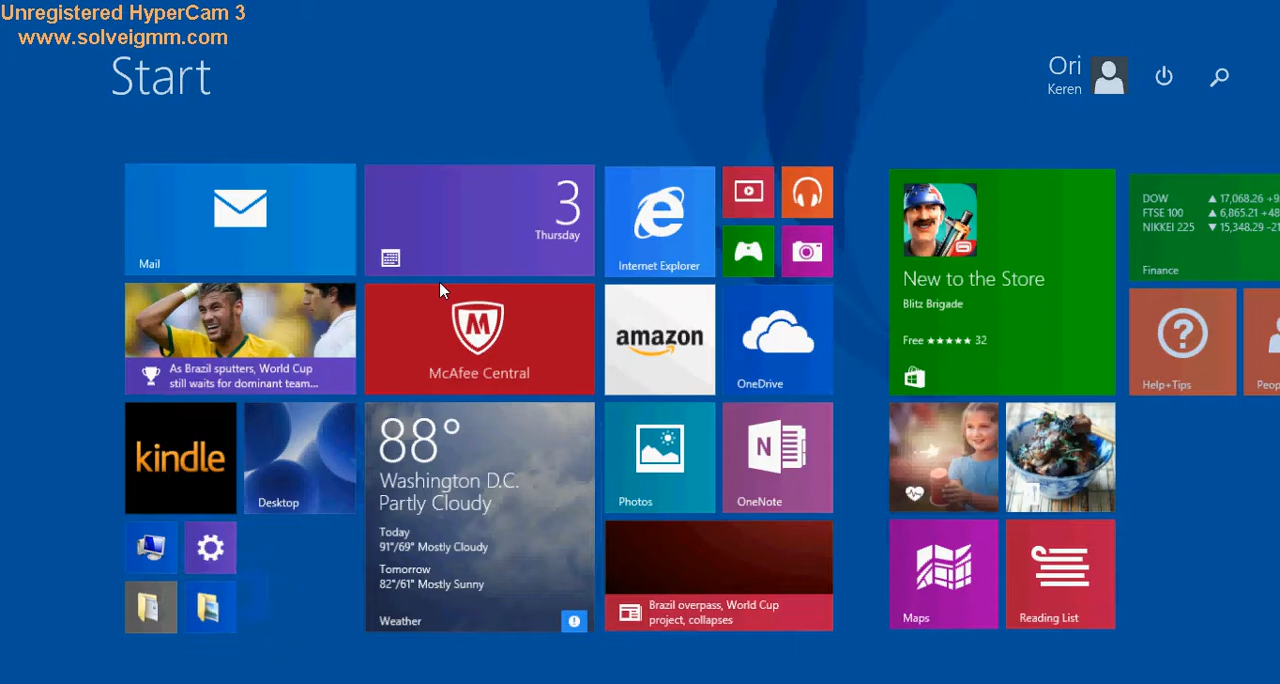 Unregistered HyperCam 3
www.solveigmm.com
Start
Ori
Keren
Mail
3
Thursday
Internet Explorer
New to the Store
Blitz Brigade
Free ★★★★★ 32
DOW ▲ 17,068.26
FTSE 100 ▲ 6,865.21
NIKKEI 225 ▼ 15,348.29
Finance
As Brazil sputters, World Cup
still waits for dominant team...
M
McAfee Central
amazon
OneDrive
Help+Tips
kindle
Desktop
88°
Washington D.C.
Partly Cloudy
Today
91°/69° Mostly Cloudy
Tomorrow
82°/61° Mostly Sunny
Weather
Photos
N
OneNote
Brazil overpass, World Cup
project, collapses
Maps
Reading List